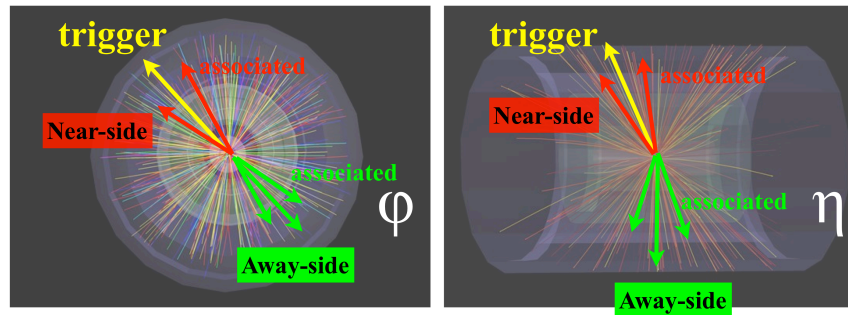 trigger
associated
Near-side
associated
φ
Away-side
trigger
associated
Near-side
associated
η
Away-side